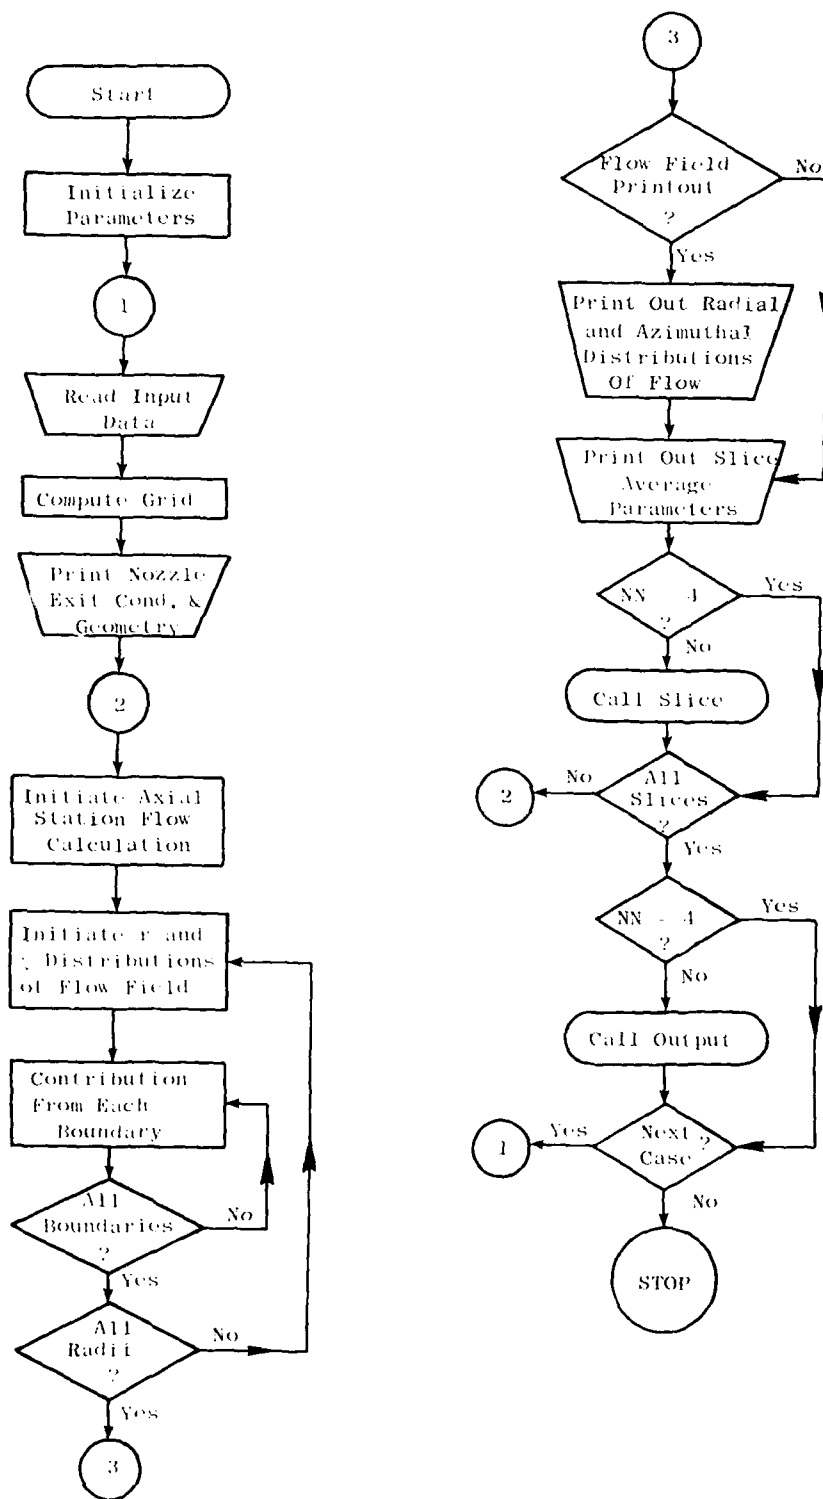 Start
Initialize
Parameters
1
Read Input
Data
Compute Grid
Print Nozzle
Exit Cond. &
Geometry
2
Initiate Axial
Station Flow
Calculation
Initiate r and
Distributions
of Flow Field
Contribution
From Each
Boundary
All
Boundaries
?
No
Yes
All
Radii
?
No
Yes
3
3
Flow Field
Printout
?
No
Yes
Print Out Radial
and Azimuthal
Distributions
Of Flow
Print Out Slice
Average
Parameters
NN 4
?
Yes
No
Call Slice
All
Slices
?
No
2
Yes
NN - 4
?
Yes
No
Call Output
Next
Case ?
Yes
1
No
STOP